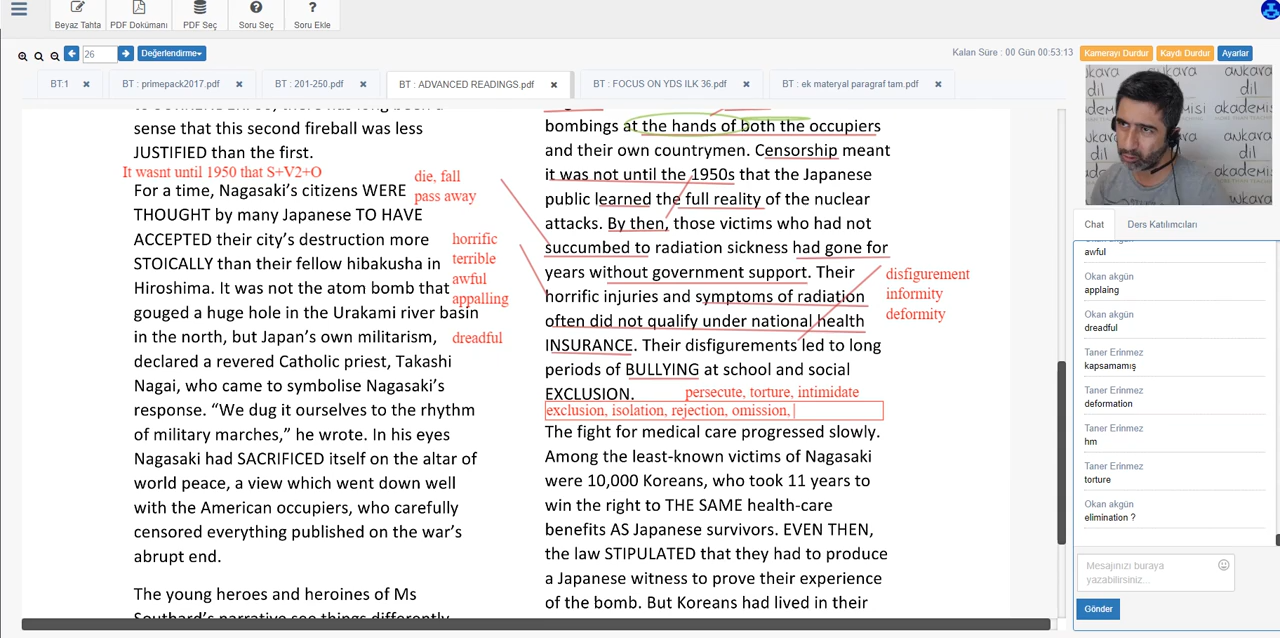 Beyaz Tahta
PDF Dokümanı
PDF Seç
Soru Seç
Soru Ekle
26
Değerlendirme
Kalan Süre : 00 Gün 00:53:13
Kamerayı Durdur
Kaydı Durdur
Ayarlar
BT:1
BT : primepack2017.pdf
BT : 201-250.pdf
BT : ADVANCED READINGS.pdf
BT : FOCUS ON YDS ILK 36.pdf
BT : ek materyal paragraf tam.pdf
sense that this second fireball was less
JUSTIFIED than the first.
It wasnt until 1950 that S+V2+O
For a time, Nagasaki's citizens WERE
THOUGHT by many Japanese TO HAVE
ACCEPTED their city's destruction more
STOICALLY than their fellow hibakusha in
Hiroshima. It was not the atom bomb that
gouged a huge hole in the Urakami river basin
in the north, but Japan's own militarism,
declared a revered Catholic priest, Takashi
Nagai, who came to symbolise Nagasaki's
response. “We dug it ourselves to the rhythm
of military marches,” he wrote. In his eyes
Nagasaki had SACRIFICED itself on the altar of
world peace, a view which went down well
with the American occupiers, who carefully
censored everything published on the war's
abrupt end.
The young heroes and heroines of Ms
Southard's narrative see things differently
die, fall
pass away
horrific
terrible
awful
appalling
dreadful
bombings at the hands of both the occupiers
and their own countrymen. Censorship meant
it was not until the 1950s that the Japanese
public learned the full reality of the nuclear
attacks. By then, those victims who had not
succumbed to radiation sickness had gone for
years without government support. Their
horrific injuries and symptoms of radiation
often did not qualify under national health
INSURANCE. Their disfigurements led to long
periods of BULLYING at school and social
EXCLUSION.
persecute, torture, intimidate
exclusion, isolation, rejection, omission,
The fight for medical care progressed slowly.
Among the least-known victims of Nagasaki
were 10,000 Koreans, who took 11 years to
win the right to THE SAME health-care
benefits AS Japanese survivors. EVEN THEN,
the law STIPULATED that they had to produce
a Japanese witness to prove their experience
of the bomb. But Koreans had lived in their
disfigurement
informity
deformity
Chat
Ders Katılımcıları
awful
Okan akgün
applaing
Okan akgün
dreadful
Taner Erinmez
kapsamamış
Taner Erinmez
deformation
Taner Erinmez
hm
Taner Erinmez
torture
Okan akgün
elimination ?
Mesajınızı buraya
yazabilirsiniz...
Gönder